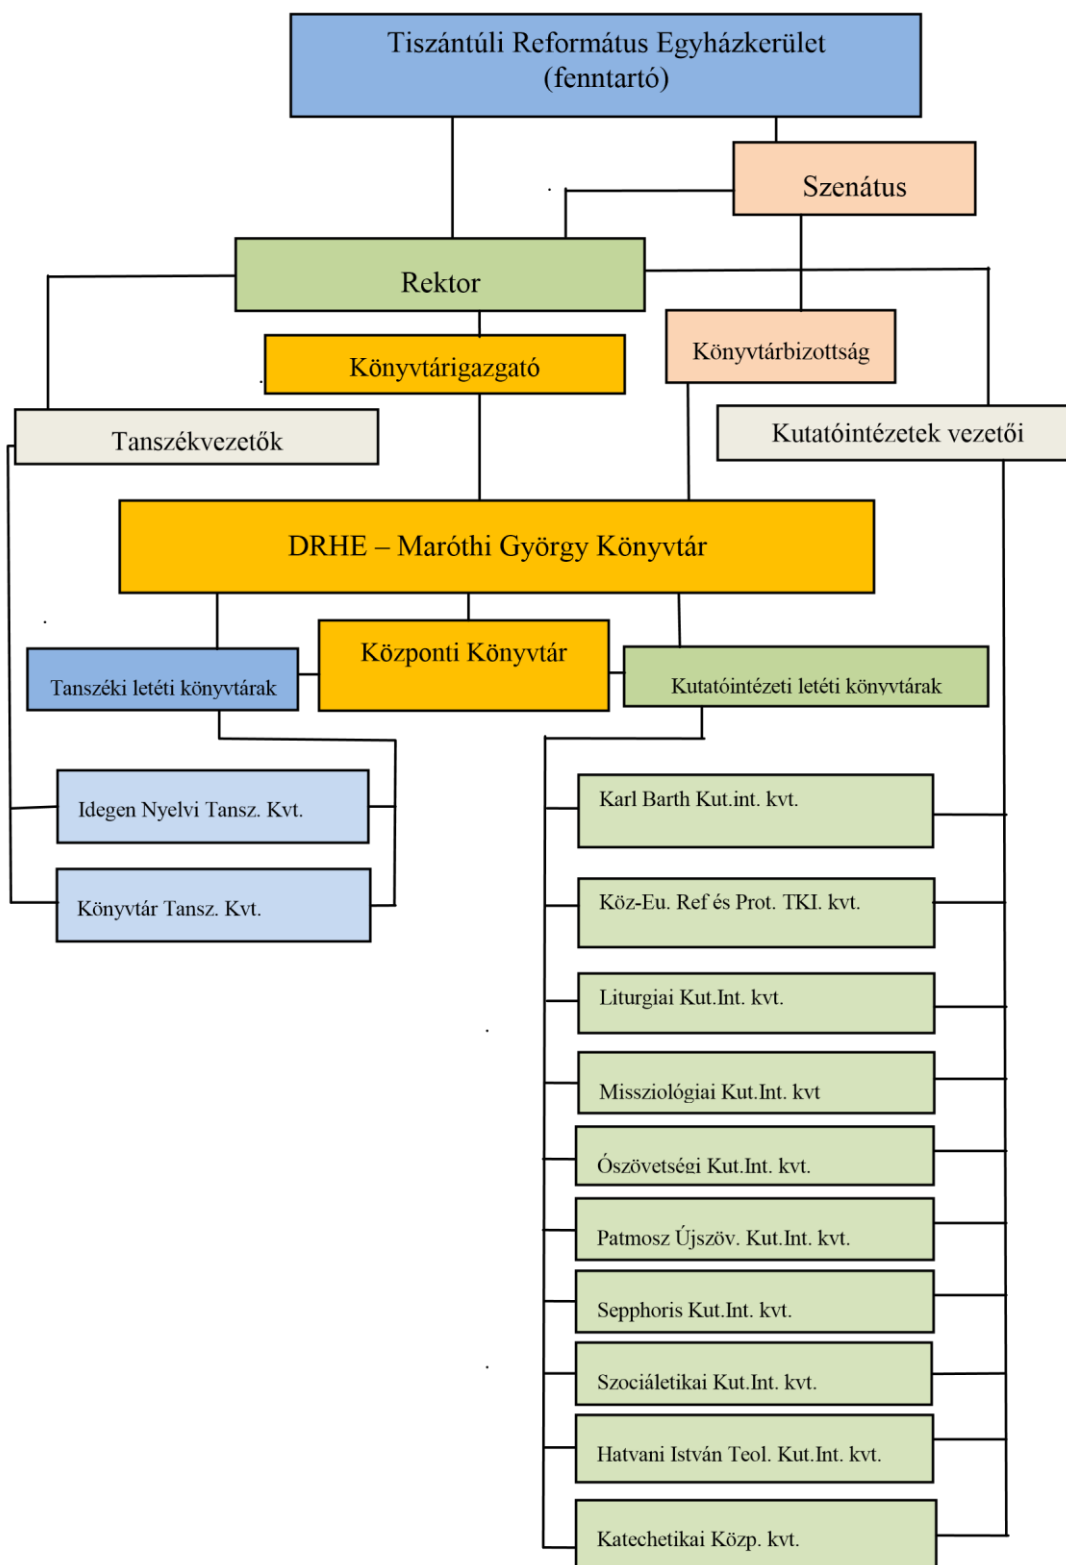 Tiszántúli Református Egyházkerület
(fenntartó)
Szenátus
Rektor
Könyvtárigazgató
Könyvtárbizottság
Tanszékvezetők
Kutatóintézetek vezetői
DRHE – Maróthi György Könyvtár
Központi Könyvtár
Tanszéki letéti könyvtárak
Kutatóintézeti letéti könyvtárak
Idegen Nyelvi Tansz. Kvt.
Könyvtár Tansz. Kvt.
Karl Barth Kut.int. kvt.
Köz-Eu. Ref és Prot. TKI. kvt.
Liturgiai Kut.Int. kvt.
Missziológiai Kut.Int. kvt
Ószövetségi Kut.Int. kvt.
Patmosz Újszöv. Kut.Int. kvt.
Sepphoris Kut.Int. kvt.
Szociáletikai Kut.Int. kvt.
Hatvani István Teol. Kut.Int. kvt.
Katechetikai Közp. kvt.